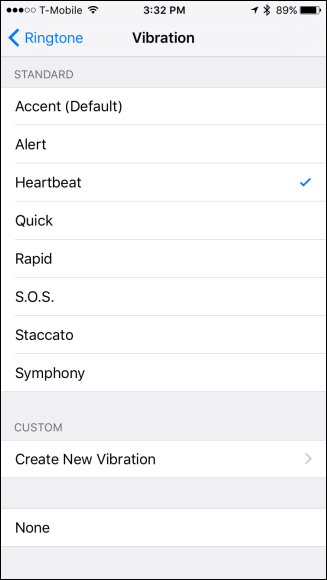 T-Mobile 3:32 PM 89%
Ringtone Vibration
STANDARD
Accent (Default)
Alert
Heartbeat
Quick
Rapid
S.O.S.
Staccato
Symphony
CUSTOM
Create New Vibration
None